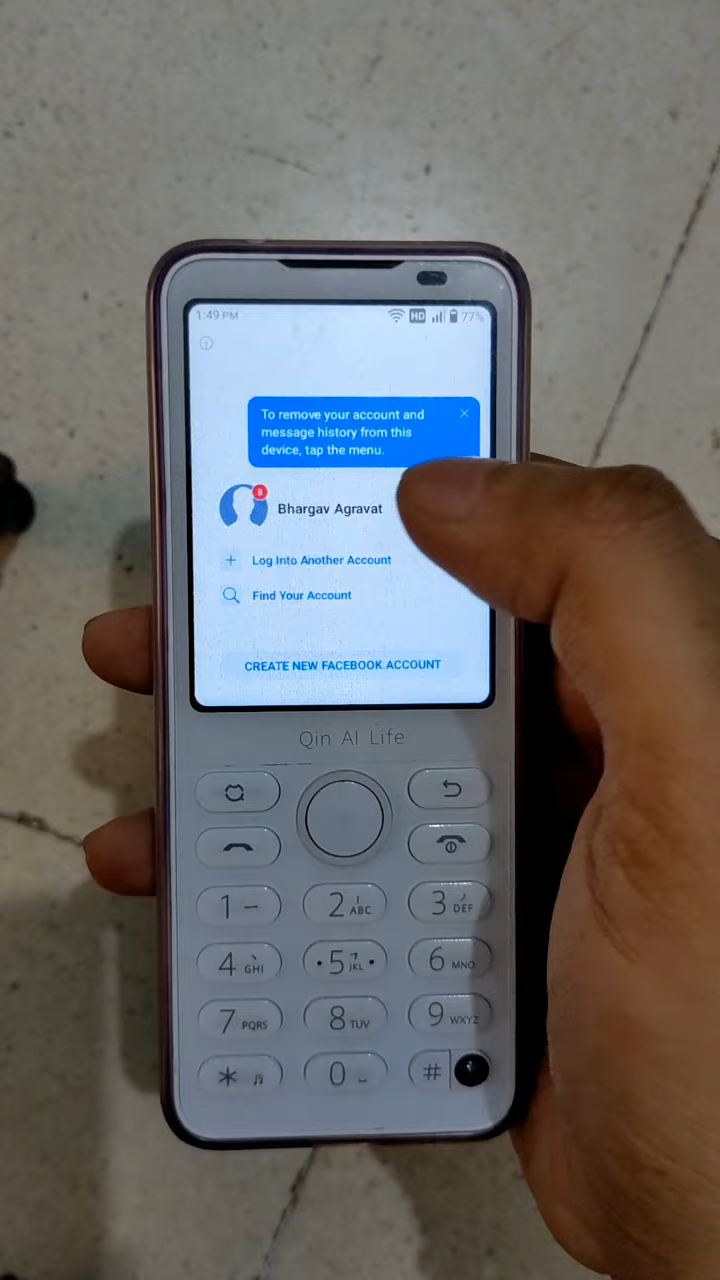 1:49 PM HD 77%
To remove your account and
message history from this
device, tap the menu.
8
Bhargav Agravat
+ Log Into Another Account
Find Your Account
CREATE NEW FACEBOOK ACCOUNT
Qin AI Life
1 2 ABC 3 DEF
4 GHI 5 JKL 6 MNO
7 PQRS 8 TUV 9 WXYZ
* 0 #